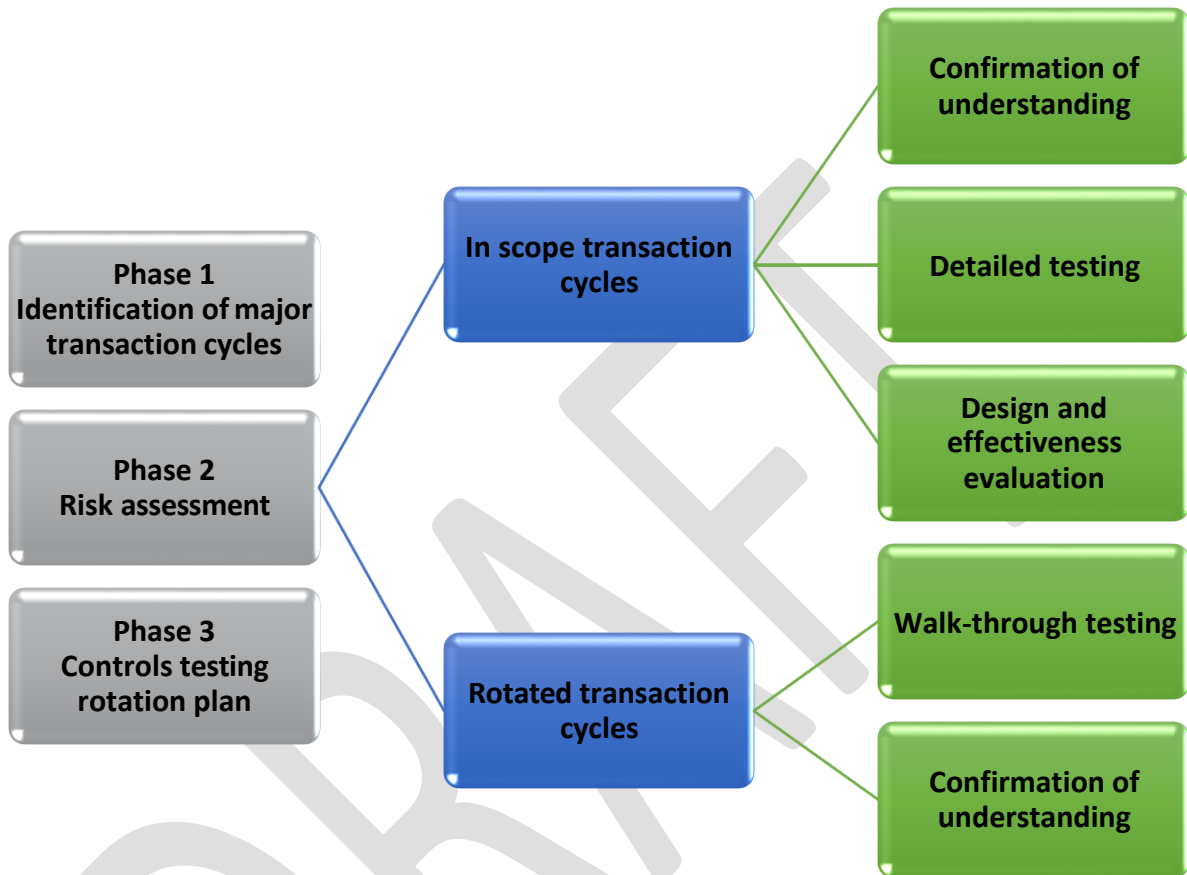 Phase 1
Identification of major
transaction cycles
Phase 2
Risk assessment
Phase 3
Controls testing
rotation plan
In scope transaction
cycles
Rotated transaction
cycles
Confirmation of
understanding
Detailed testing
Design and
effectiveness
evaluation
Walk-through testing
Confirmation of
understanding
DRAFT